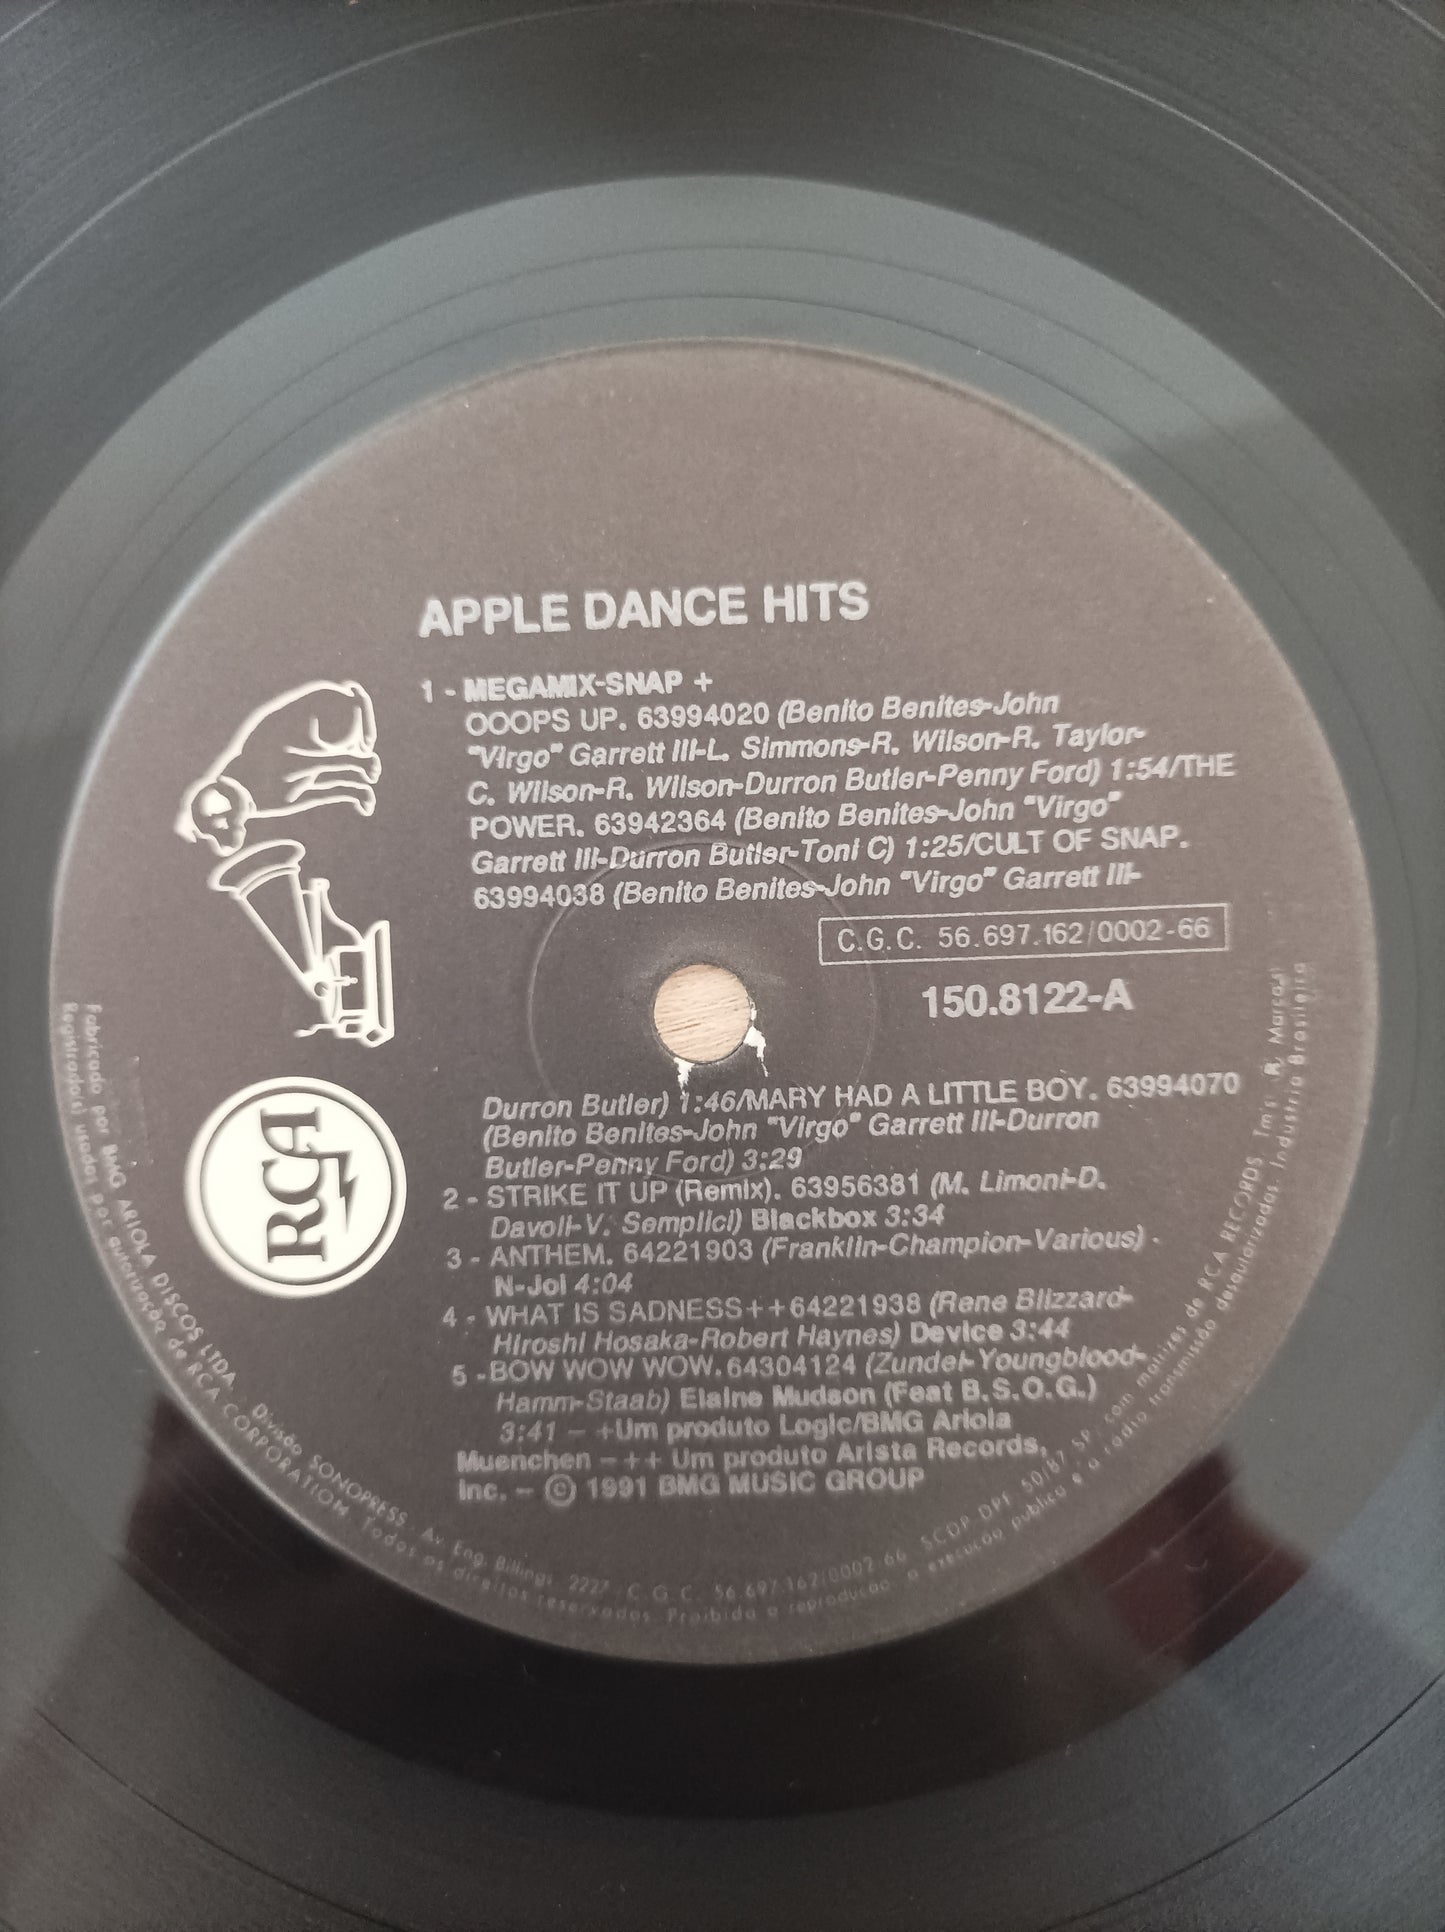 APPLE DANCE HITS
1 - MEGAMIX-SNAP +
OOOPS UP. 63994020 (Benito Benites-John
"Virgo" Garrett III-L. Simmons-R. Wilson-R. Taylor-
C. Wilson-R. Wilson-Durron Butler-Penny Ford) 1:54/THE
POWER. 63942364 (Benito Benites-John "Virgo"
Garrett III-Durron Butler-Toni C) 1:25/CULT OF SNAP.
63994038 (Benito Benites-John "Virgo" Garrett III-
C.G.C. 56.697.162/0002-66
150.8122-A
Durron Butler) 1:46/MARY HAD A LITTLE BOY. 63994070
(Benito Benites-John "Virgo" Garrett III-Durron
Butler-Penny Ford) 3:29
2 - STRIKE IT UP (Remix). 63956381 (M. Limoni-D.
Davoli-V. Semplici) Blackbox 3:34
3 - ANTHEM. 64221903 (Franklin-Champion-Various) -
N-Joi 4:04
4 - WHAT IS SADNESS++64221938 (Rene Blizzard-
Hiroshi Hosaka-Robert Haynes) Device 3:44
5 -BOW WOW WOW. 64304124 (Zundel-Youngblood-
Hamm-Staab) Elaine Mudson (Feat B.S.O.G.)
3:41 - +Um produto Logic/BMG Ariola
Muenchen - ++ Um produto Arista Records,
Inc. - © 1991 BMG MUSIC GROUP
RCA
Fabricado por BMG ARIOLA DISCOS LTDA. Divisão SONOPRESS. Av. Eng. Billings, 2227. C.G.C. 56.697.162/0002-66. SCDP DPF 50/87 SP, com matrizes de RCA RECORDS. Tm(s). R. Marca(s)
Registrada(s) usadas por autorização de RCA CORPORATION. Todos os direitos reservados. Proibida a reprodução, a execução pública e a radio transmissão desautorizadas. Indústria Brasileira